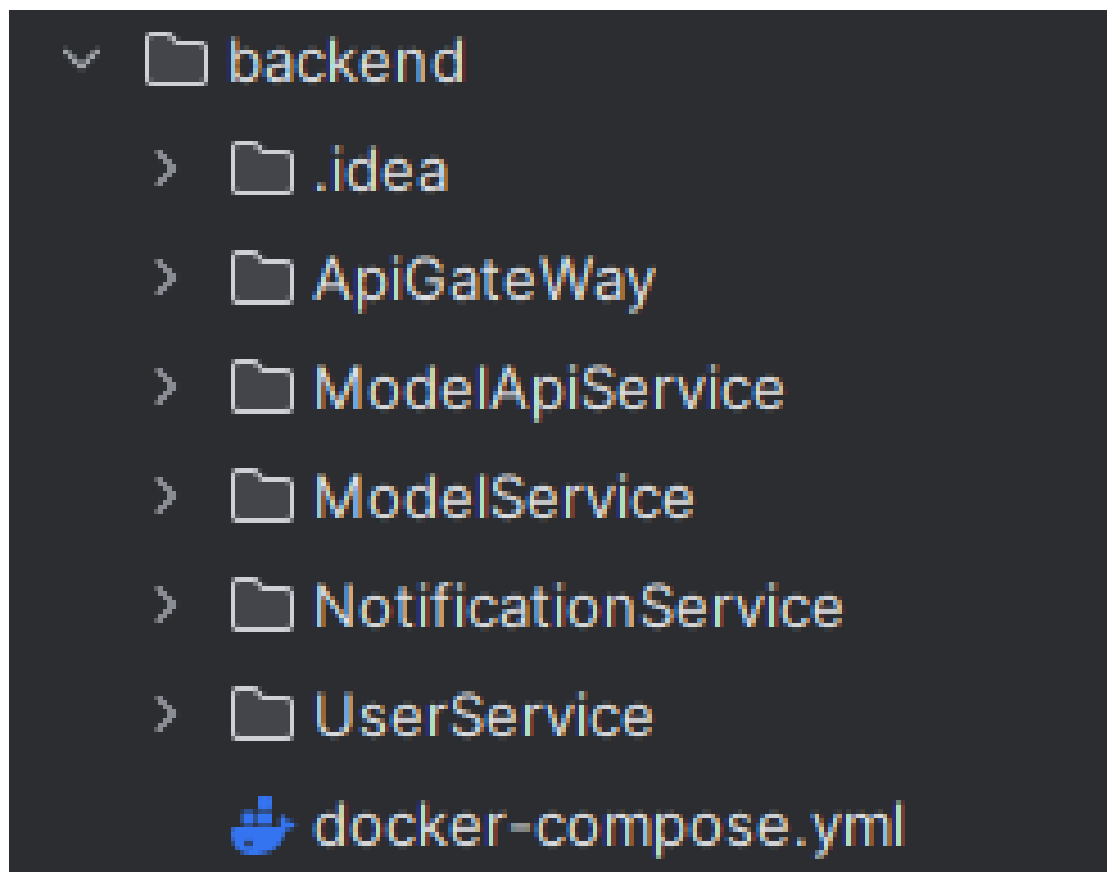 backend
.idea
ApiGateWay
ModelApiService
ModelService
NotificationService
UserService
docker-compose.yml